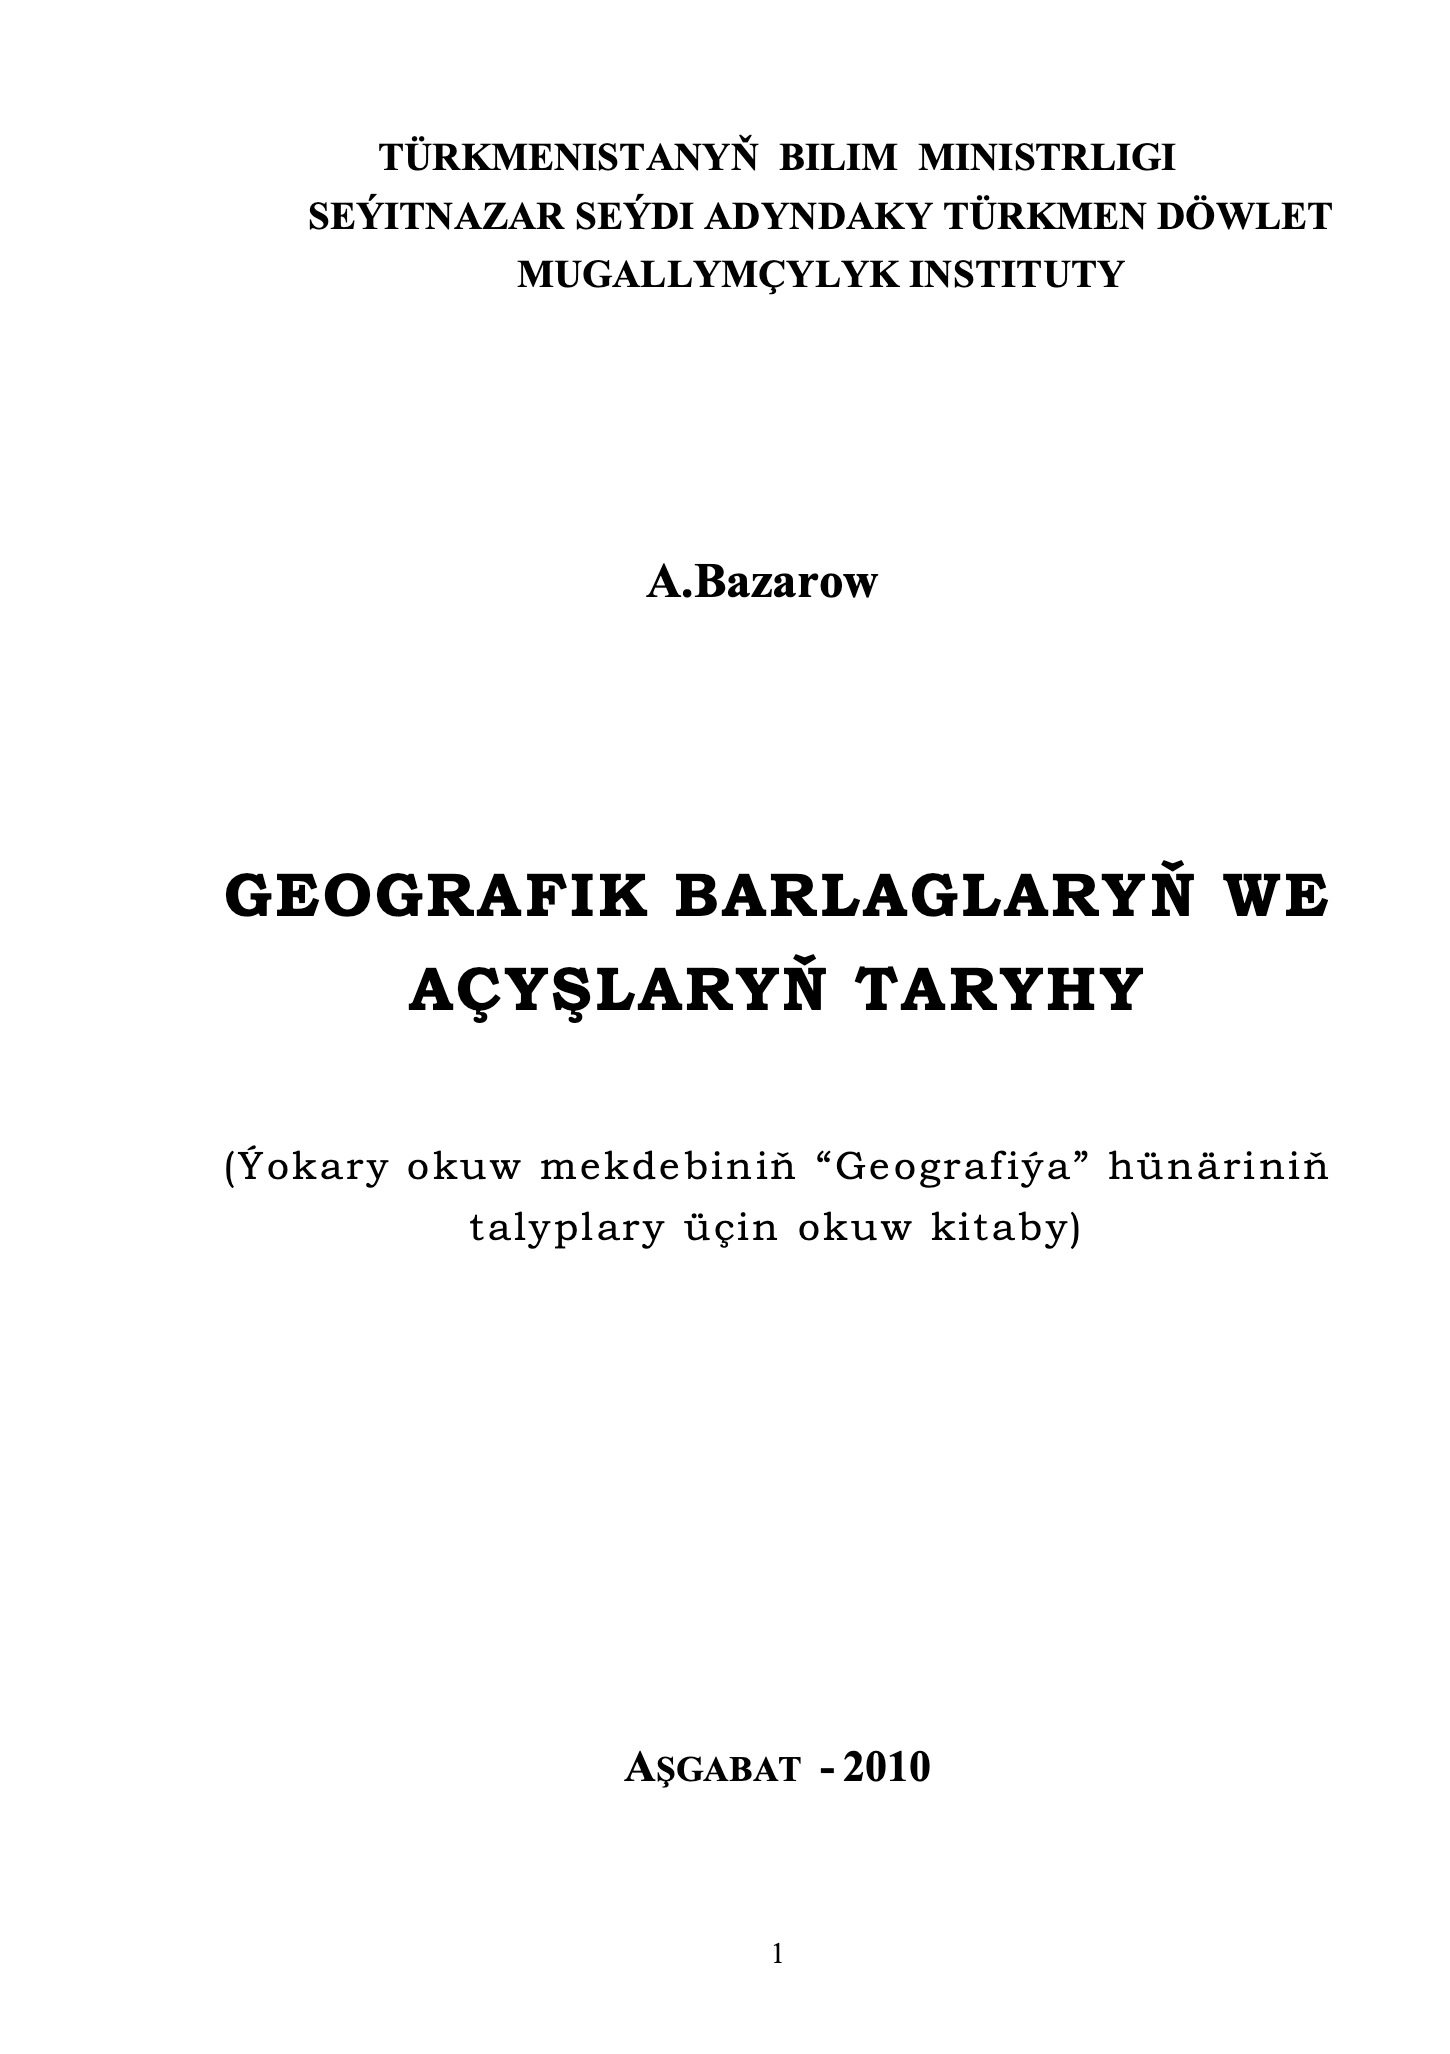 TÜRKMENISTANYŇ BILIM MINISTRLIGI
SEÝITNAZAR SEÝDI ADYNDAKY TÜRKMEN DÖWLET
MUGALLYMÇYLYK INSTITUTY
A.Bazarow
GEOGRAFIK BARLAGLARYŇ WE
AÇYŞLARYŇ TARYHY
(Ýokary okuw mekdebiniň “Geografiýa” hünäriniň
talyplary üçin okuw kitaby)
AŞGABAT - 2010
1